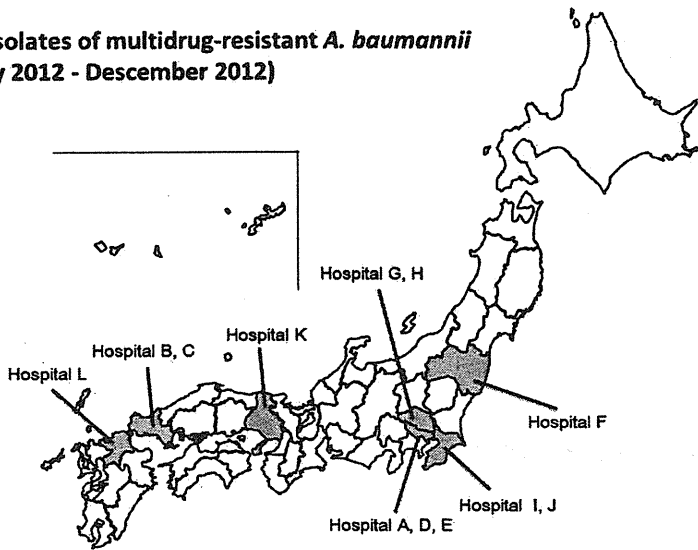 solates of multidrug-resistant A. baumannii
y 2012 - Descember 2012)
Hospital G, H
Hospital K
Hospital B, C
Hospital L
Hospital F
Hospital I, J
Hospital A, D, E